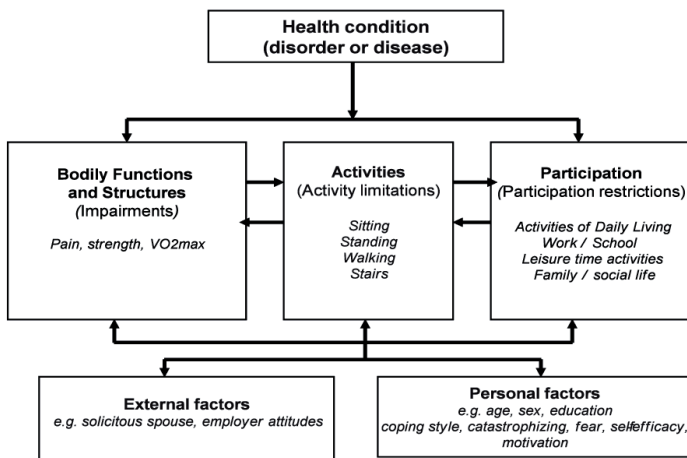 Health condition
(disorder or disease)
Bodily Functions
and Structures
(Impairments)
Pain, strength, VO2max
Activities
(Activity limitations)
Sitting
Standing
Walking
Stairs
Participation
(Participation restrictions)
Activities of Daily Living
Work / School
Leisure time activities
Family / social life
External factors
e.g. solicitous spouse, employer attitudes
Personal factors
e.g. age, sex, education
coping style, catastrophizing, fear, selfefficacy,
motivation